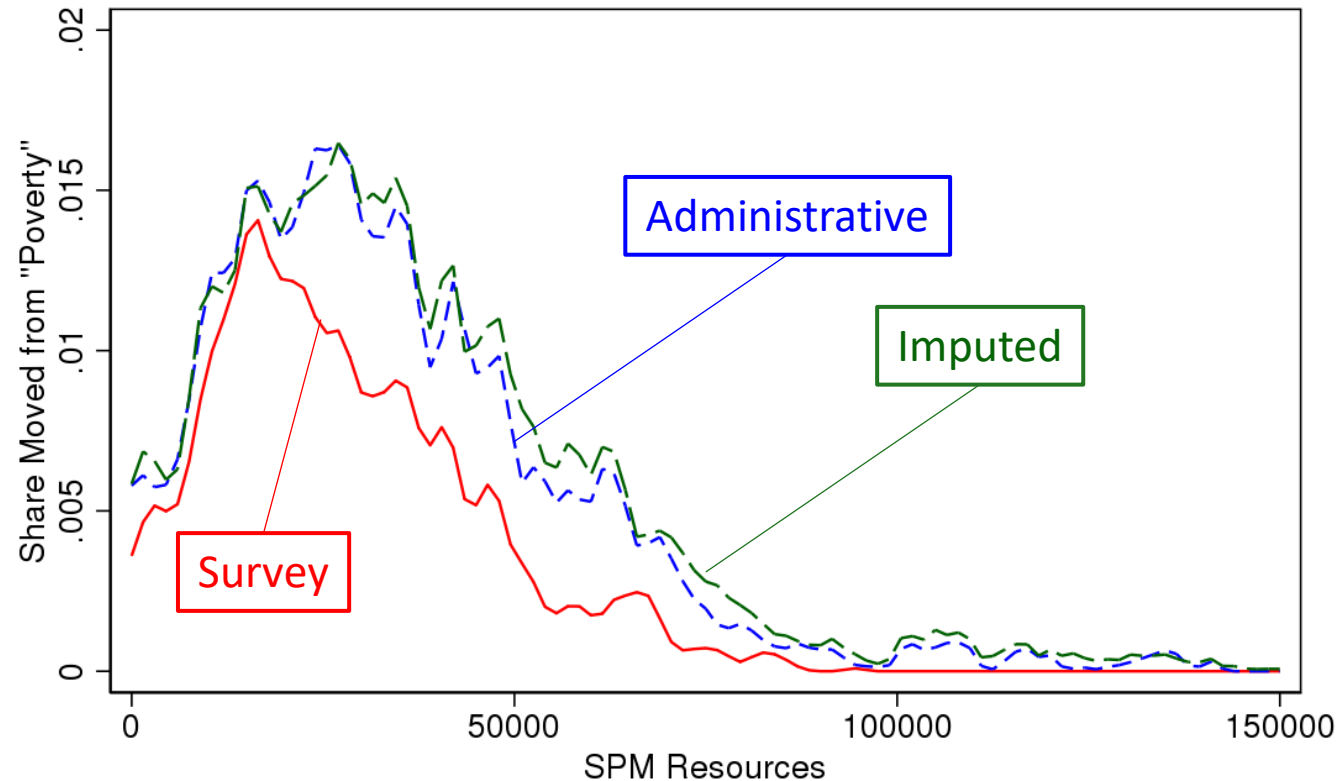 .02
.015
.01
.005
0
Share Moved from "Poverty"
Administrative
Imputed
Survey
0 50000 100000 150000
SPM Resources